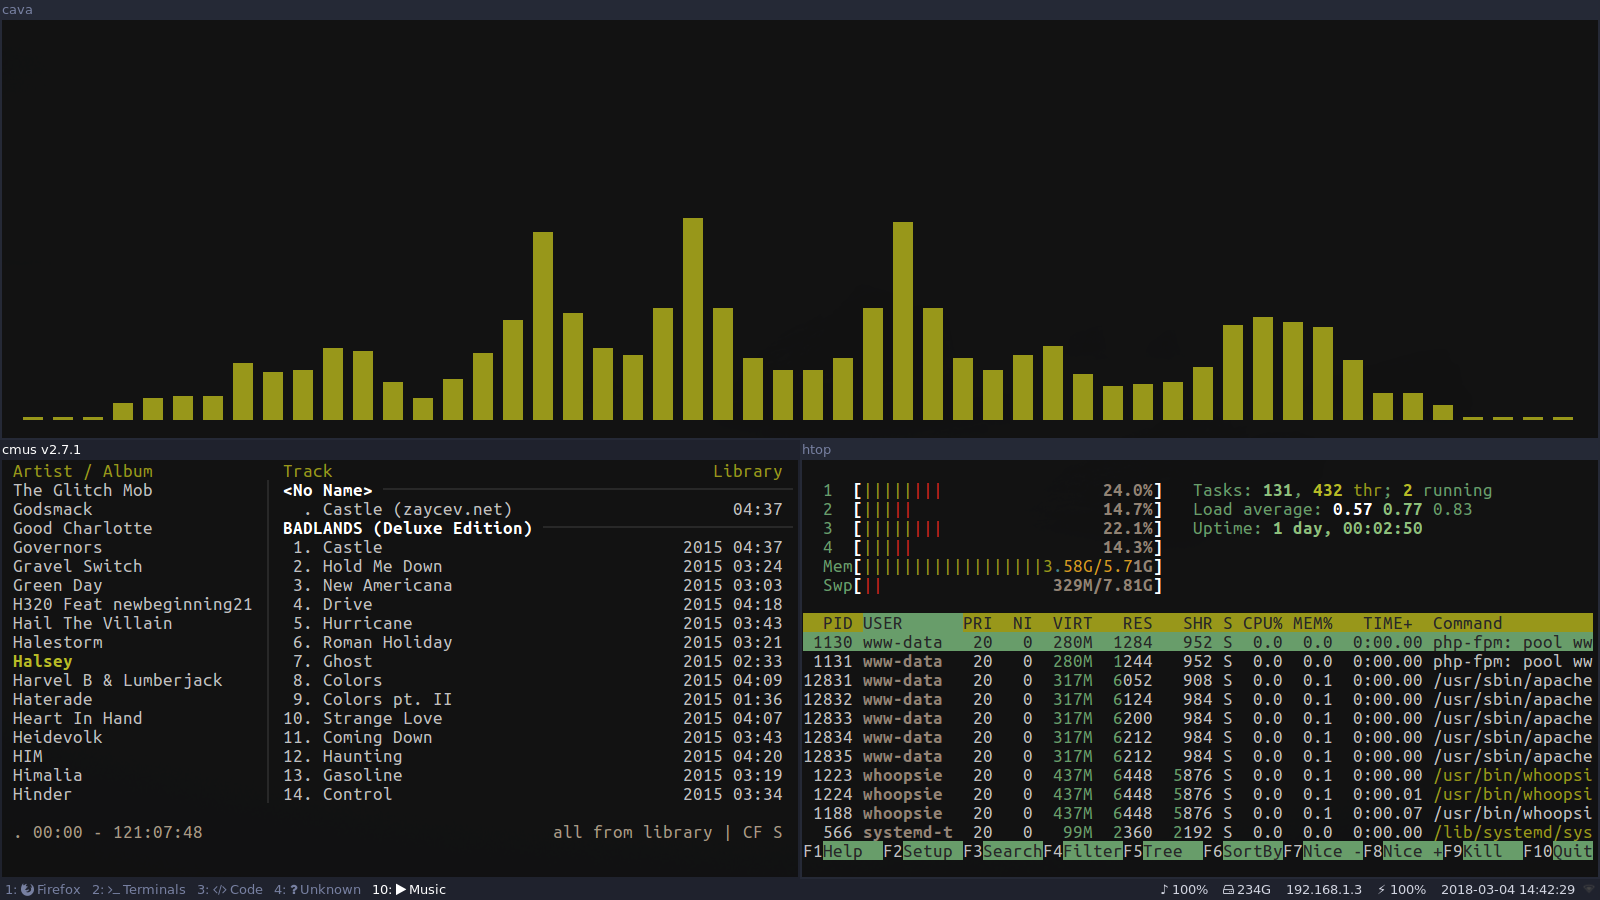 cava
cmus v2.7.1
Artist / Album Track Library
The Glitch Mob <No Name>
Godsmack . Castle (zaycev.net) 04:37
Good Charlotte BADLANDS (Deluxe Edition)
Governors 1. Castle 2015 04:37
Gravel Switch 2. Hold Me Down 2015 03:24
Green Day 3. New Americana 2015 03:03
H320 Feat newbeginning21 4. Drive 2015 04:18
Hail The Villain 5. Hurricane 2015 03:43
Halestorm 6. Roman Holiday 2015 03:21
Halsey 7. Ghost 2015 02:33
Harvel B & Lumberjack 8. Colors 2015 04:09
Haterade 9. Colors pt. II 2015 01:36
Heart In Hand 10. Strange Love 2015 04:07
Heidevolk 11. Coming Down 2015 03:43
HIM 12. Haunting 2015 04:20
Himalia 13. Gasoline 2015 03:19
Hinder 14. Control 2015 03:34
. 00:00 - 121:07:48 all from library | CF S
htop
1 [|||||||| 24.0%] Tasks: 131, 432 thr; 2 running
2 [||||| 14.7%] Load average: 0.57 0.77 0.83
3 [|||||||| 22.1%] Uptime: 1 day, 00:02:50
4 [||||| 14.3%]
Mem[||||||||||||||||||3.58G/5.71G]
Swp[|| 329M/7.81G]
PID USER PRI NI VIRT RES SHR S CPU% MEM% TIME+ Command
1130 www-data 20 0 280M 1284 952 S 0.0 0.0 0:00.00 php-fpm: pool ww
1131 www-data 20 0 280M 1244 952 S 0.0 0.0 0:00.00 php-fpm: pool ww
12831 www-data 20 0 317M 6052 908 S 0.0 0.1 0:00.00 /usr/sbin/apache
12832 www-data 20 0 317M 6124 984 S 0.0 0.1 0:00.00 /usr/sbin/apache
12833 www-data 20 0 317M 6200 984 S 0.0 0.1 0:00.00 /usr/sbin/apache
12834 www-data 20 0 317M 6212 984 S 0.0 0.1 0:00.00 /usr/sbin/apache
12835 www-data 20 0 317M 6212 984 S 0.0 0.1 0:00.00 /usr/sbin/apache
1223 whoopsie 20 0 437M 6448 5876 S 0.0 0.1 0:00.00 /usr/bin/whoopsi
1224 whoopsie 20 0 437M 6448 5876 S 0.0 0.1 0:00.01 /usr/bin/whoopsi
1188 whoopsie 20 0 437M 6448 5876 S 0.0 0.1 0:00.07 /usr/bin/whoopsi
566 systemd-t 20 0 99M 2360 2192 S 0.0 0.0 0:00.00 /lib/systemd/sys
F1Help F2Setup F3SearchF4FilterF5Tree F6SortByF7Nice -F8Nice +F9Kill F10Quit
1: Firefox 2: >_ Terminals 3: </> Code 4: ? Unknown 10: ▶ Music ♪ 100% 234G 192.168.1.3 ⚡ 100% 2018-03-04 14:42:29